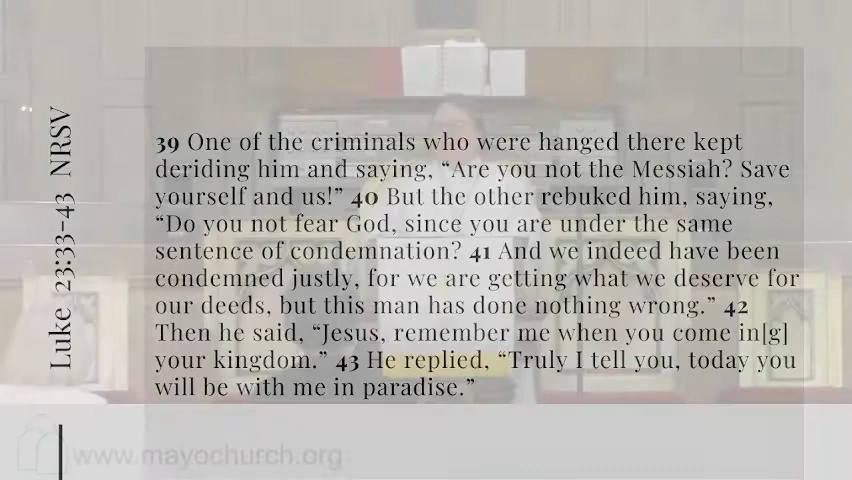 Luke 23:33-43 NRSV
39 One of the criminals who were hanged there kept
deriding him and saying, “Are you not the Messiah? Save
yourself and us!” 40 But the other rebuked him, saying,
“Do you not fear God, since you are under the same
sentence of condemnation? 41 And we indeed have been
condemned justly, for we are getting what we deserve for
our deeds, but this man has done nothing wrong.” 42
Then he said, “Jesus, remember me when you come in[g]
your kingdom.” 43 He replied, “Truly I tell you, today you
will be with me in paradise.”
www.mayochurch.org